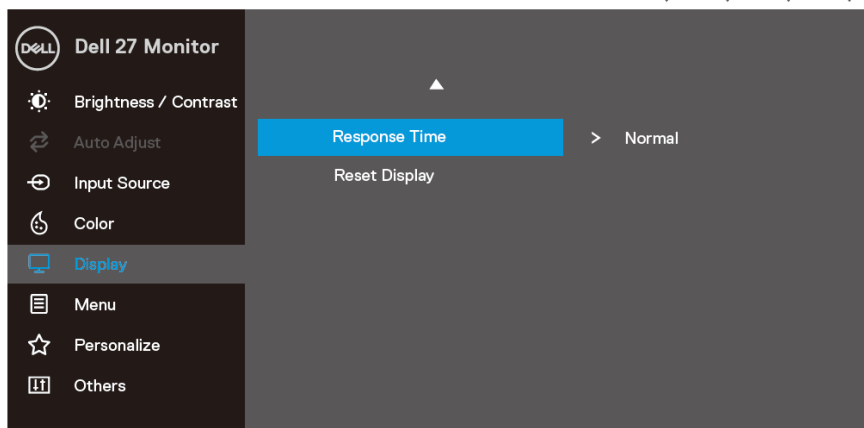 DELL
Dell 27 Monitor
Brightness / Contrast
Auto Adjust
Response Time > Normal
Input Source
Reset Display
Color
Display
Menu
Personalize
Others